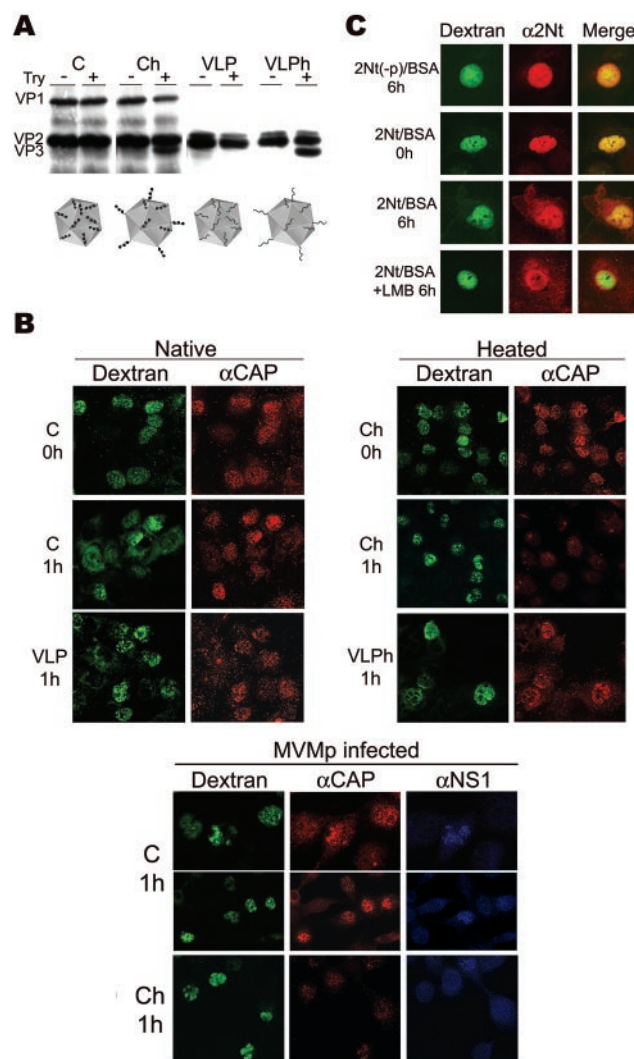 A
C Ch VLP VLPh
Try - + - + - + - +
VP1
VP2
VP3
C
Dextran α2Nt Merge
2Nt(-p)/BSA
6h
2Nt/BSA
0h
2Nt/BSA
6h
2Nt/BSA
+LMB 6h
B
Native
Dextran αCAP
C
0h
C
1h
VLP
1h
Heated
Dextran αCAP
Ch
0h
Ch
1h
VLPh
1h
MVMp infected
Dextran αCAP αNS1
C
1h
Ch
1h